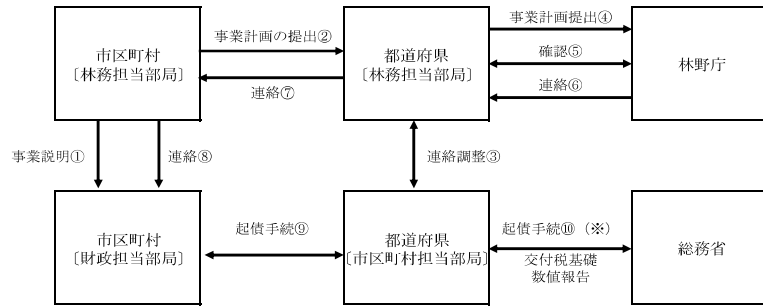 市区町村
〔林務担当部局〕
事業計画の提出②
連絡⑦
都道府県
〔林務担当部局〕
事業計画提出④
確認⑤
連絡⑥
林野庁
事業説明①
連絡⑧
連絡調整③
市区町村
〔財政担当部局〕
起債手続⑨
都道府県
〔市区町村担当部局〕
起債手続⑩（※）
交付税基礎
数値報告
総務省